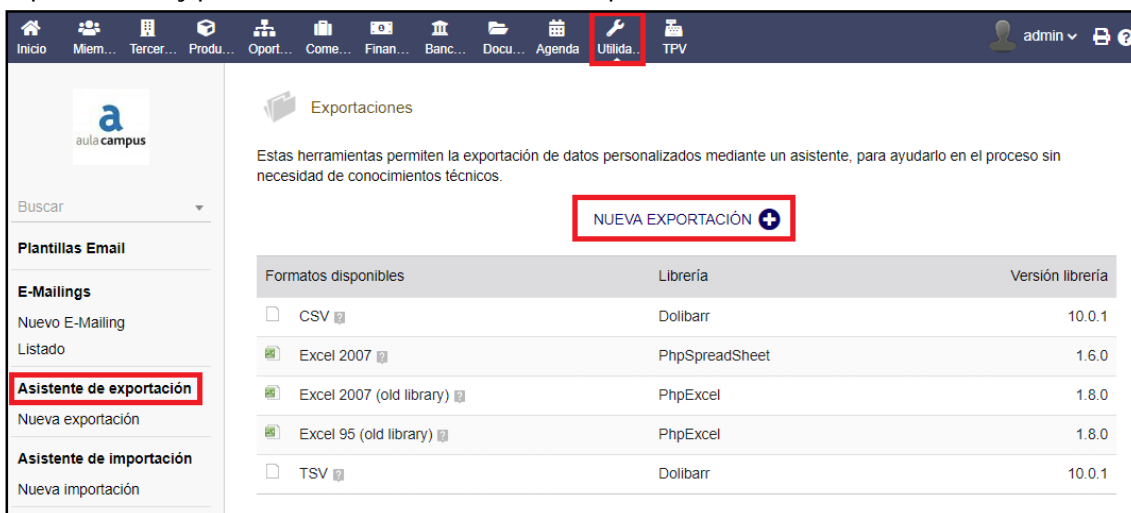 Inicio Miem... Tercer... Produ... Oport... Come... Finan... Banc... Docu... Agenda Utilida... TPV admin
a
aulacampus
Exportaciones
Estas herramientas permiten la exportación de datos personalizados mediante un asistente, para ayudarlo en el proceso sin
necesidad de conocimientos técnicos.
Buscar
NUEVA EXPORTACIÓN
Plantillas Email
E-Mailings
Nuevo E-Mailing
Listado
Asistente de exportación
Nueva exportación
Asistente de importación
Nueva importación
Formatos disponibles Librería Versión librería
CSV Dolibarr 10.0.1
Excel 2007 PhpSpreadSheet 1.6.0
Excel 2007 (old library) PhpExcel 1.8.0
Excel 95 (old library) PhpExcel 1.8.0
TSV Dolibarr 10.0.1